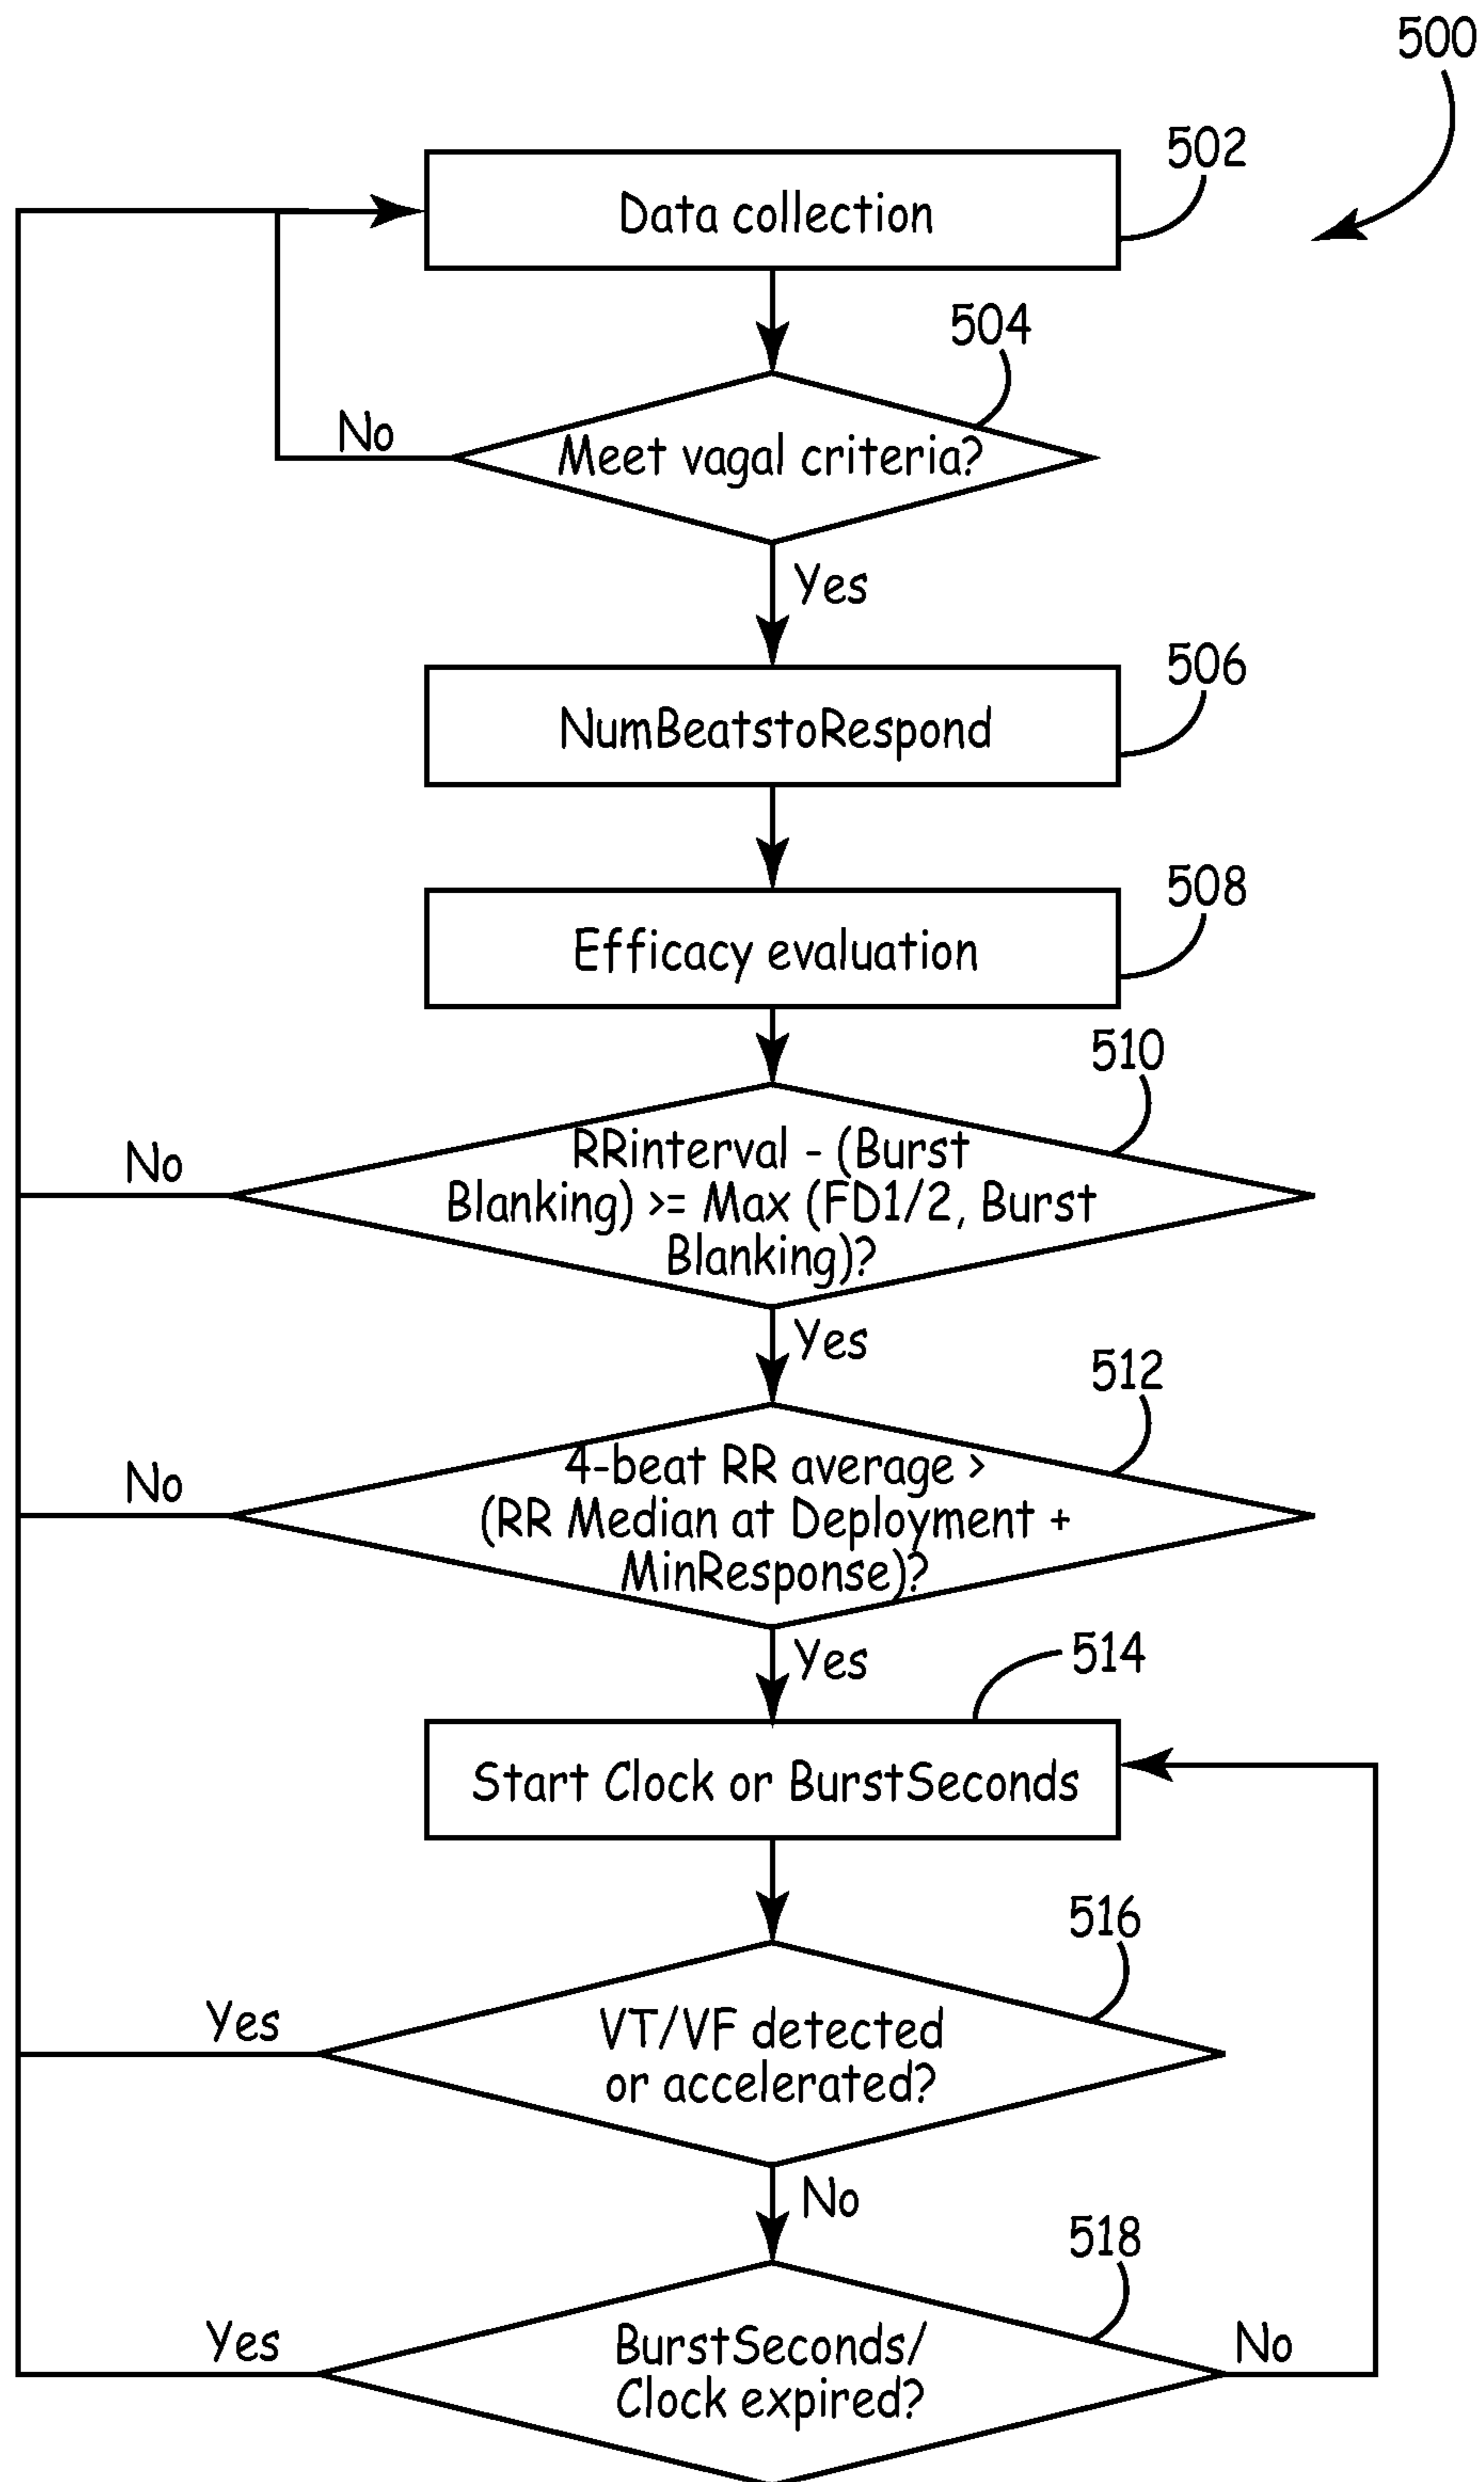 500
502
Data collection
504
No
Meet vagal criteria?
Yes
506
NumBeatstoRespond
508
Efficacy evaluation
510
No
RRinterval - (Burst
Blanking) >= Max (FD1/2, Burst
Blanking)?
Yes
512
No
4-beat RR average >
(RR Median at Deployment +
MinResponse)?
Yes
514
Start Clock or BurstSeconds
516
Yes
VT/VF detected
or accelerated?
No
518
Yes
BurstSeconds/
Clock expired?
No